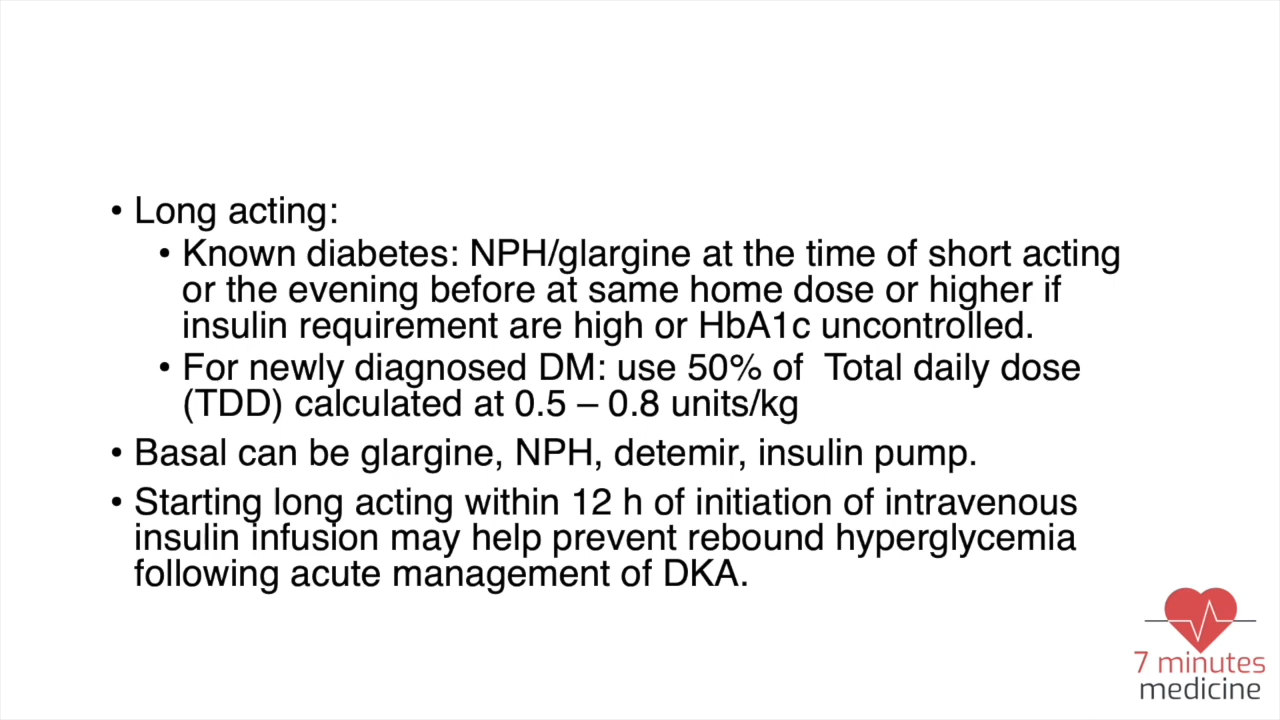 • Long acting:
• Known diabetes: NPH/glargine at the time of short acting
or the evening before at same home dose or higher if
insulin requirement are high or HbA1c uncontrolled.
• For newly diagnosed DM: use 50% of  Total daily dose
(TDD) calculated at 0.5 – 0.8 units/kg
• Basal can be glargine, NPH, detemir, insulin pump.
• Starting long acting within 12 h of initiation of intravenous
insulin infusion may help prevent rebound hyperglycemia
following acute management of DKA.
7 minutes
medicine